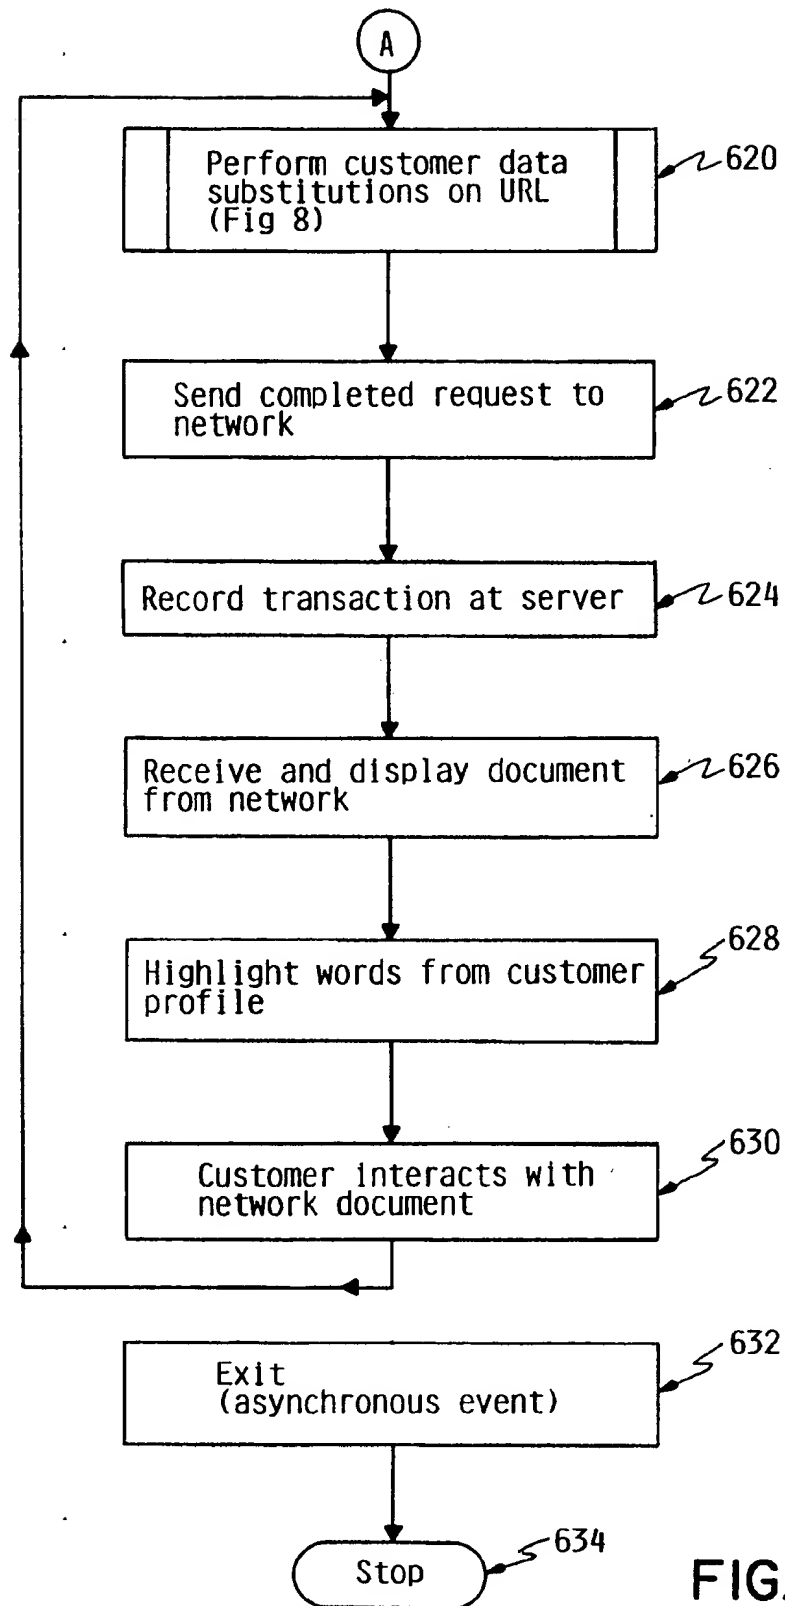 A
Perform customer data
substitutions on URL
(Fig 8)
620
Send completed request to
network
622
Record transaction at server
624
Receive and display document
from network
626
Highlight words from customer
profile
628
Customer interacts with
network document
630
Exit
(asynchronous event)
632
Stop
634
FIG.